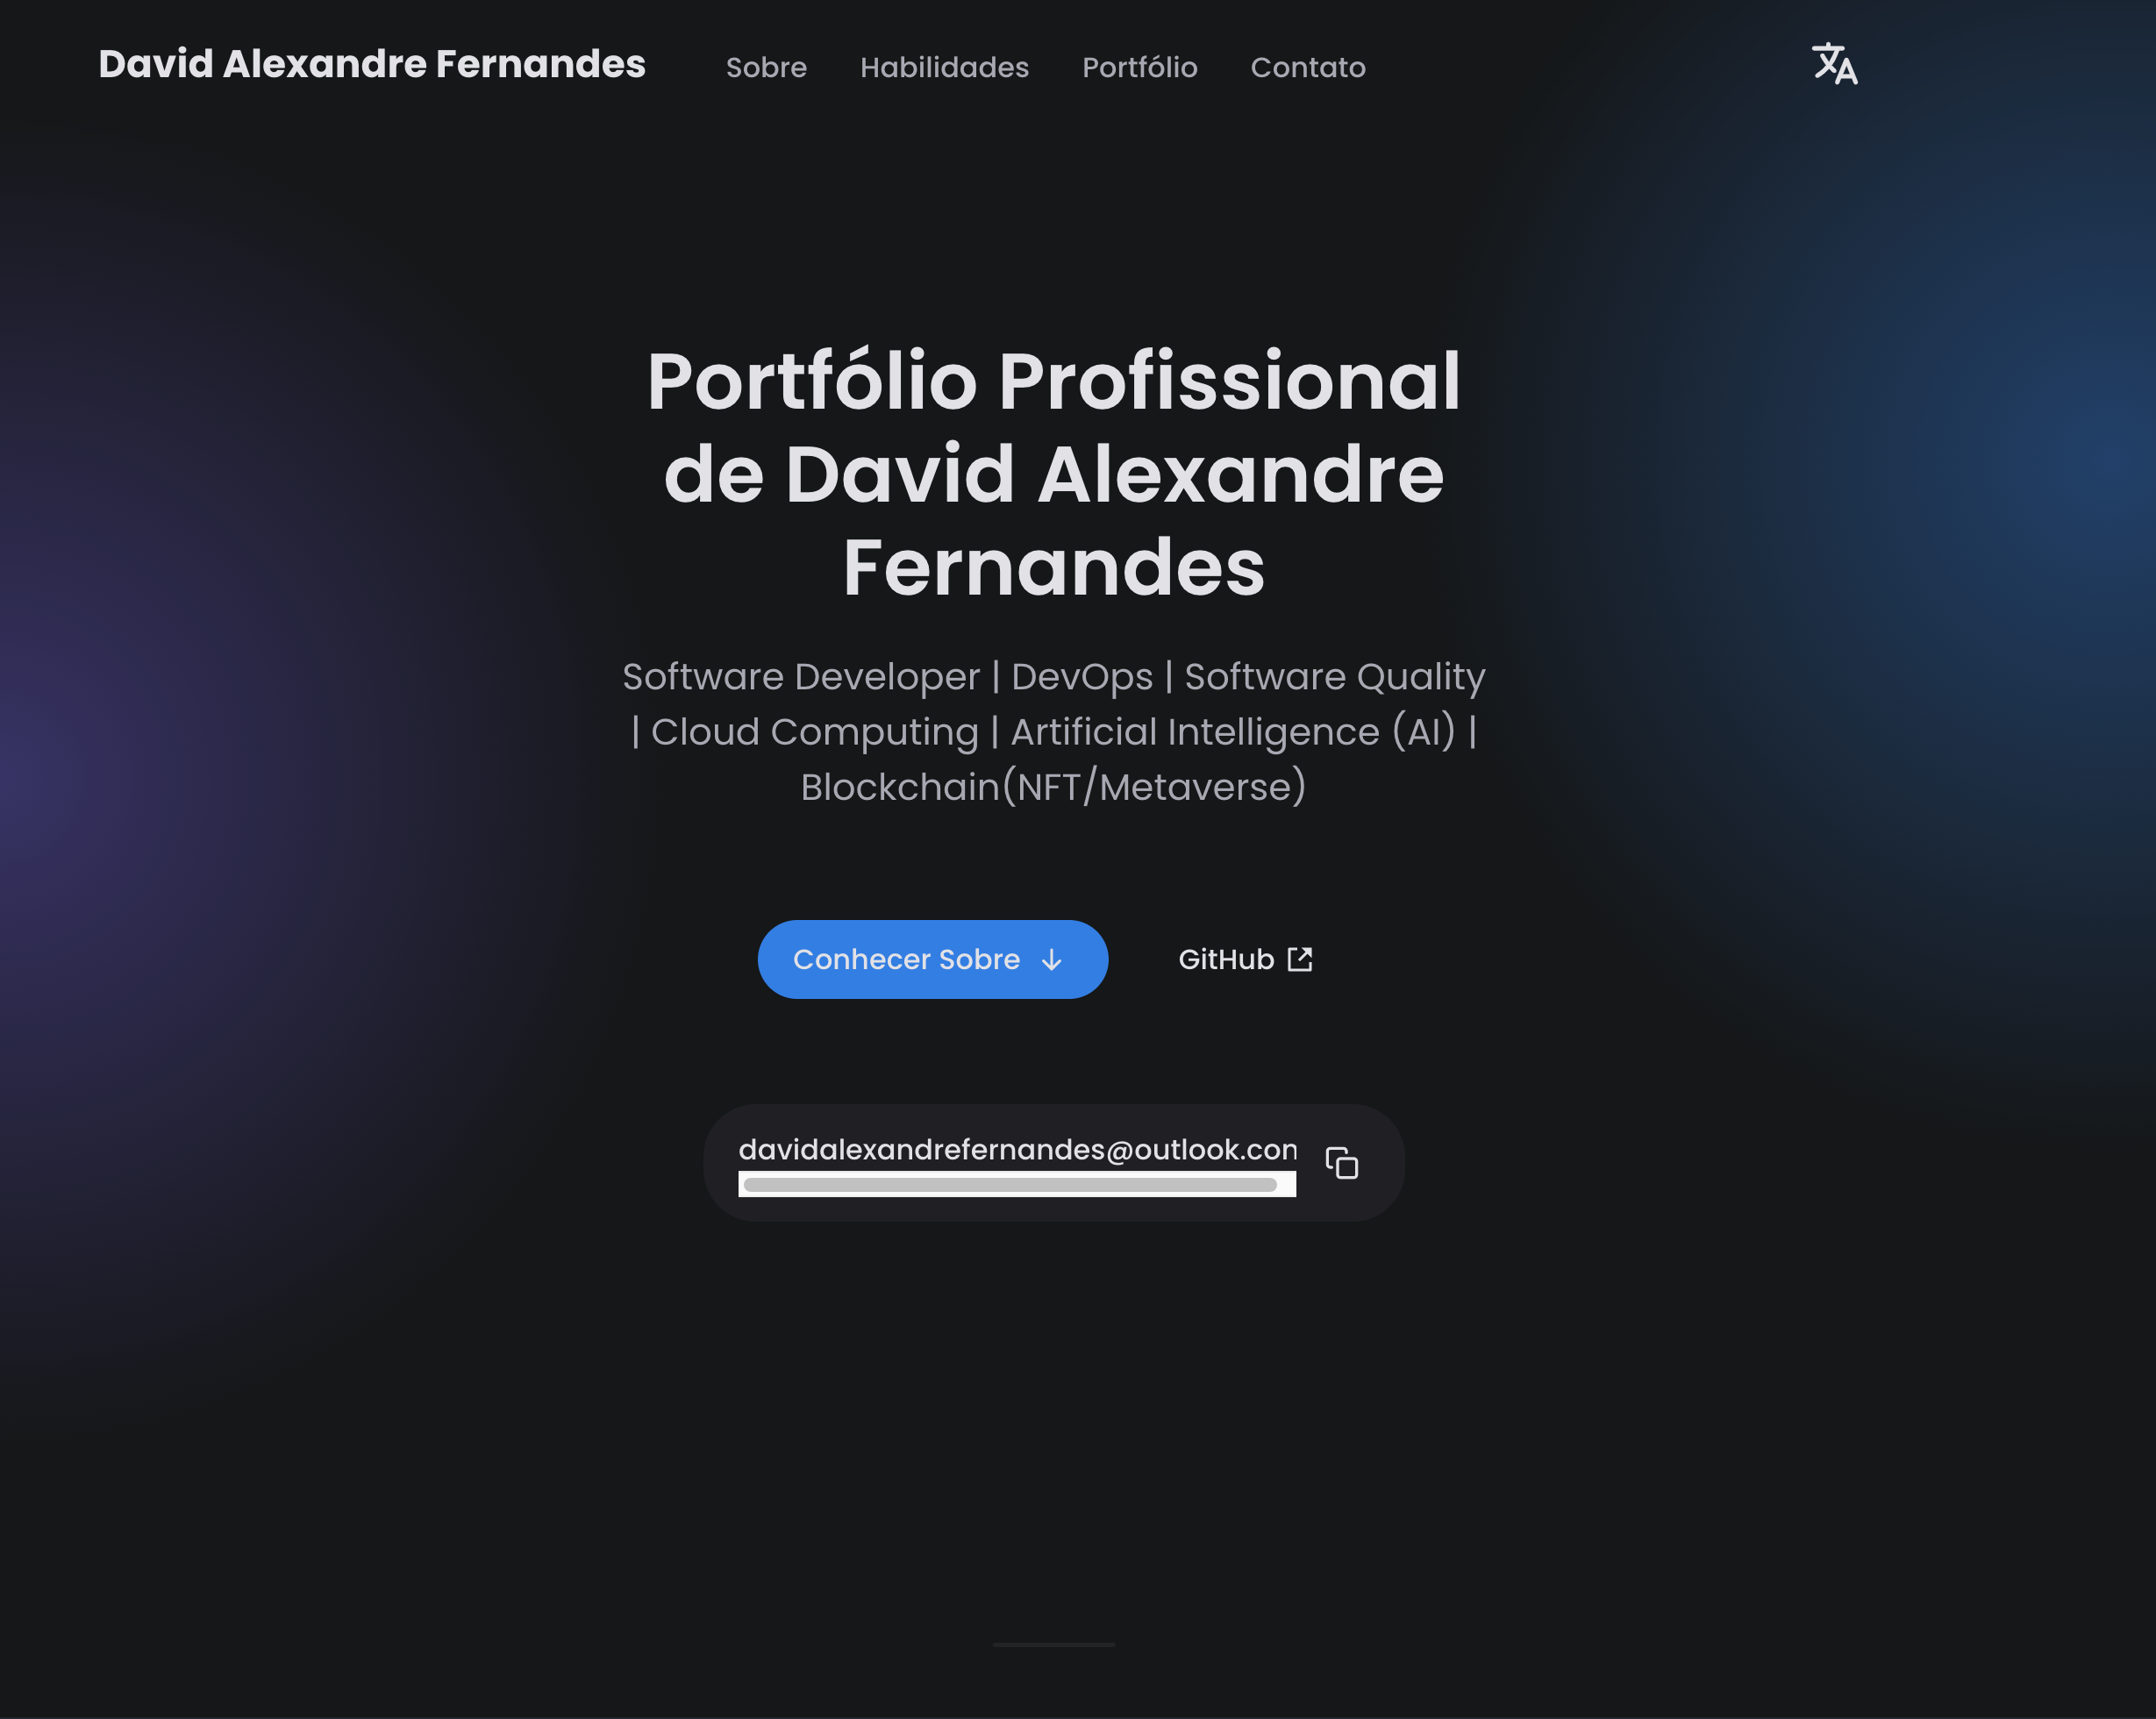 David Alexandre Fernandes
Sobre Habilidades Portfólio Contato
Portfólio Profissional
de David Alexandre
Fernandes
Software Developer | DevOps | Software Quality
| Cloud Computing | Artificial Intelligence (AI) |
Blockchain(NFT/Metaverse)
Conhecer Sobre
GitHub
davidalexandrefernandes@outlook.com